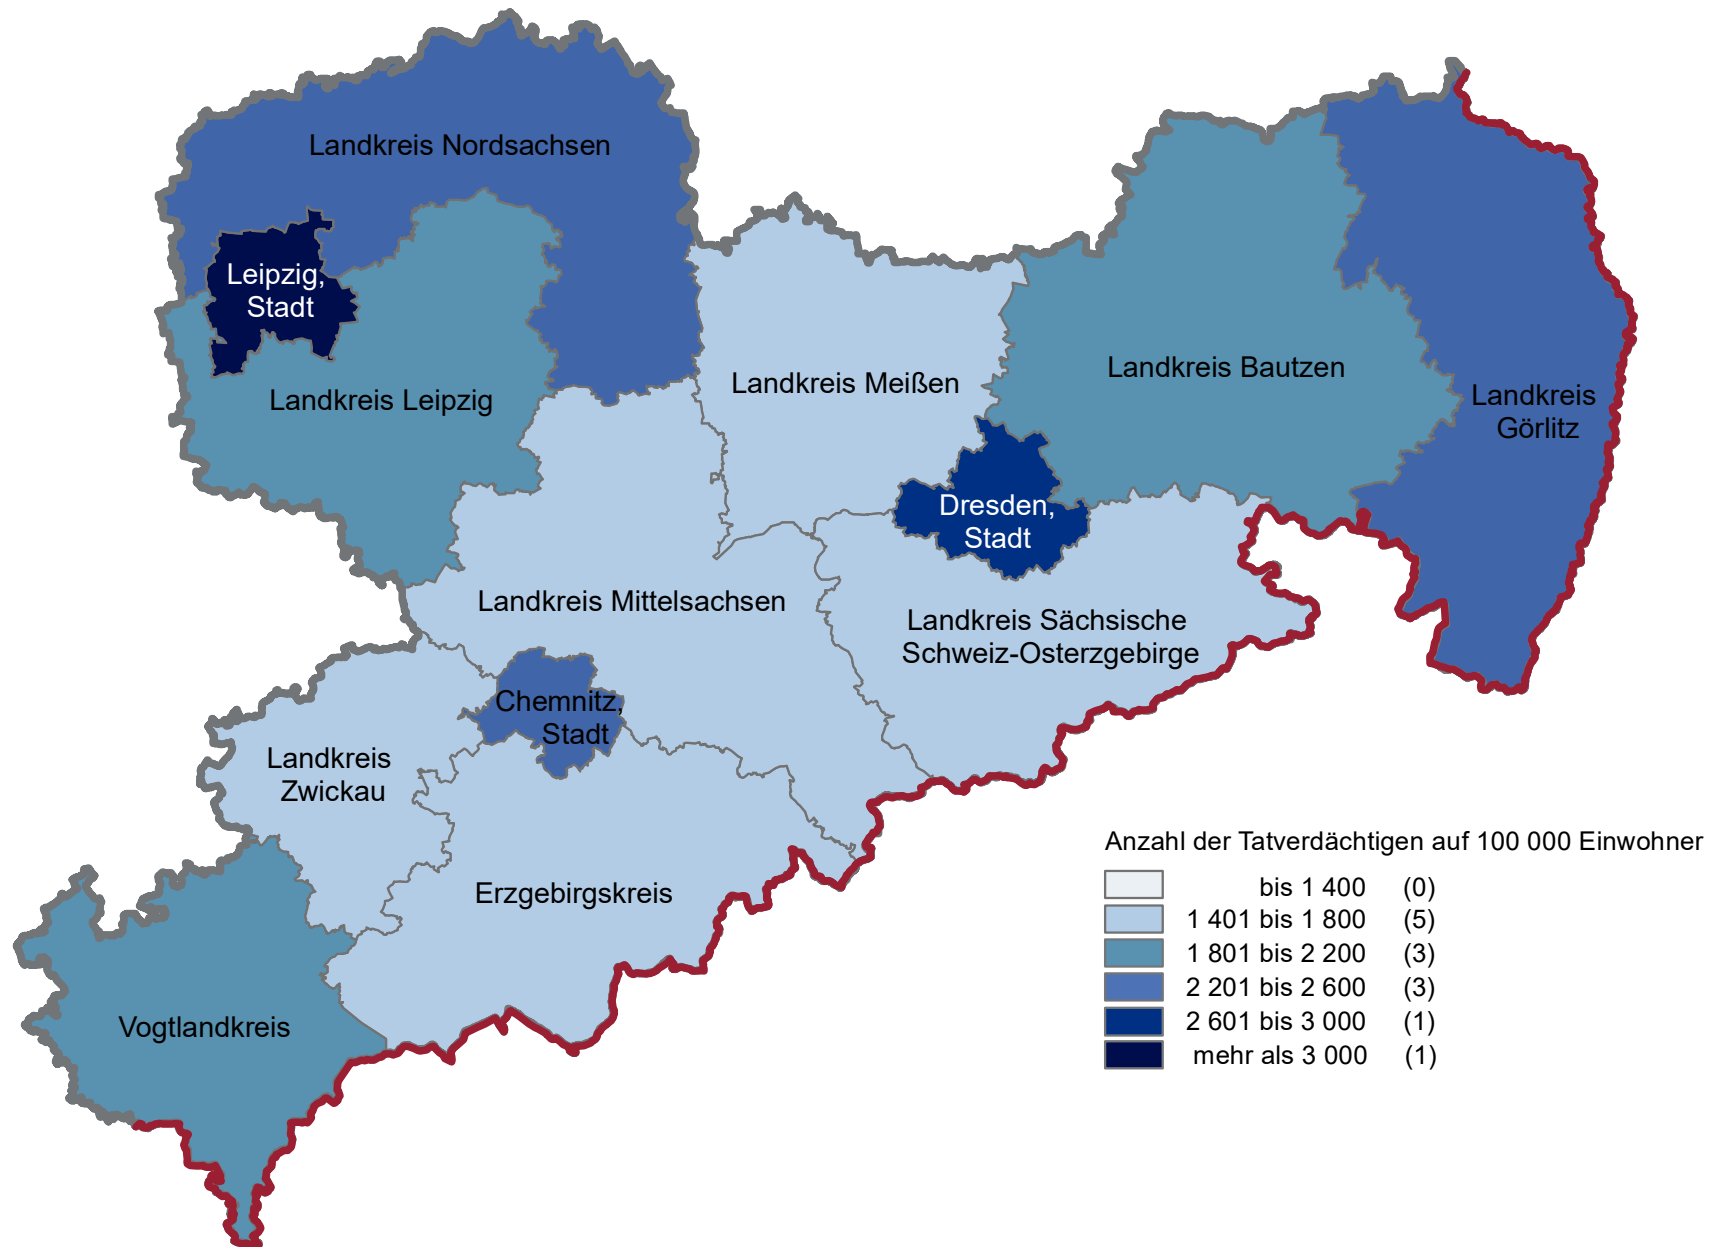 Landkreis Nordsachsen
Leipzig,
Stadt
Landkreis Leipzig
Landkreis Meißen
Landkreis Bautzen
Landkreis
Görlitz
Dresden,
Stadt
Landkreis Mittelsachsen
Landkreis Sächsische
Schweiz-Osterzgebirge
Chemnitz,
Stadt
Landkreis
Zwickau
Erzgebirgskreis
Vogtlandkreis
Anzahl der Tatverdächtigen auf 100 000 Einwohner
bis 1 400 (0)
1 401 bis 1 800 (5)
1 801 bis 2 200 (3)
2 201 bis 2 600 (3)
2 601 bis 3 000 (1)
mehr als 3 000 (1)